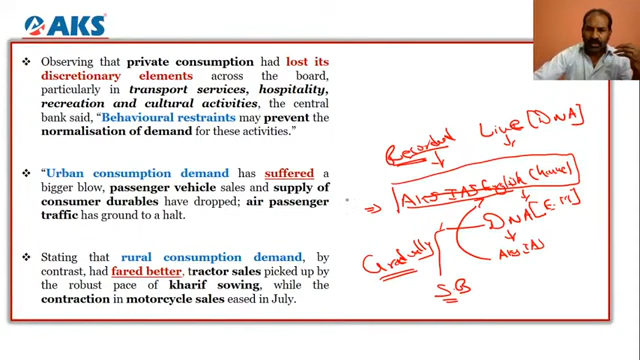 AKS
Observing that private consumption had lost its
discretionary elements across the board,
particularly in transport services, hospitality,
recreation and cultural activities, the central
bank said, “Behavioural restraints may prevent the
normalisation of demand for these activities.”
“Urban consumption demand has suffered a
bigger blow, passenger vehicle sales and supply of
consumer durables have dropped; air passenger
traffic has ground to a halt.
Stating that rural consumption demand, by
contrast, had fared better, tractor sales picked up by
the robust pace of kharif sowing, while the
contraction in motorcycle sales eased in July.
Live [DNA]
AKS IAS English Channel
DNA [E.M]
AKS IAS
Gradually
S.B